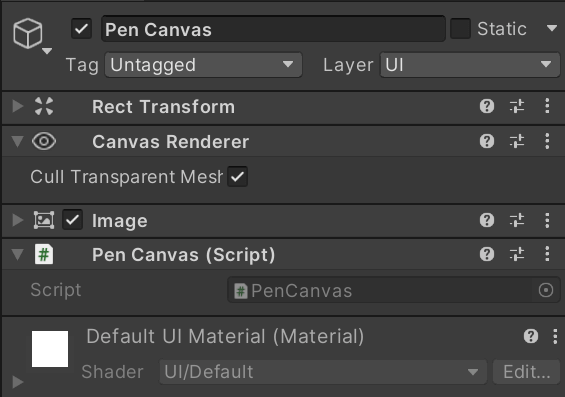 Pen Canvas Static
Tag Untagged Layer UI
Rect Transform
Canvas Renderer
Cull Transparent Mesh
Image
# Pen Canvas (Script)
Script # PenCanvas
Default UI Material (Material)
Shader UI/Default Edit...